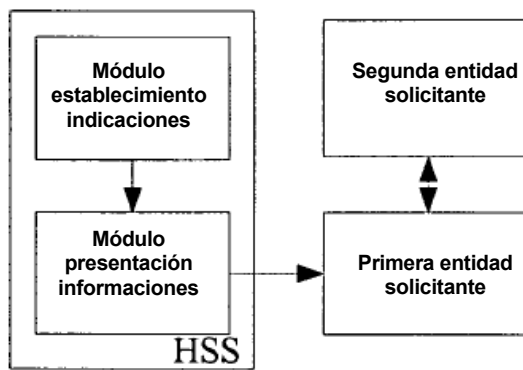 Módulo
establecimiento
indicaciones
Segunda entidad
solicitante
Módulo
presentación
informaciones
Primera entidad
solicitante
HSS